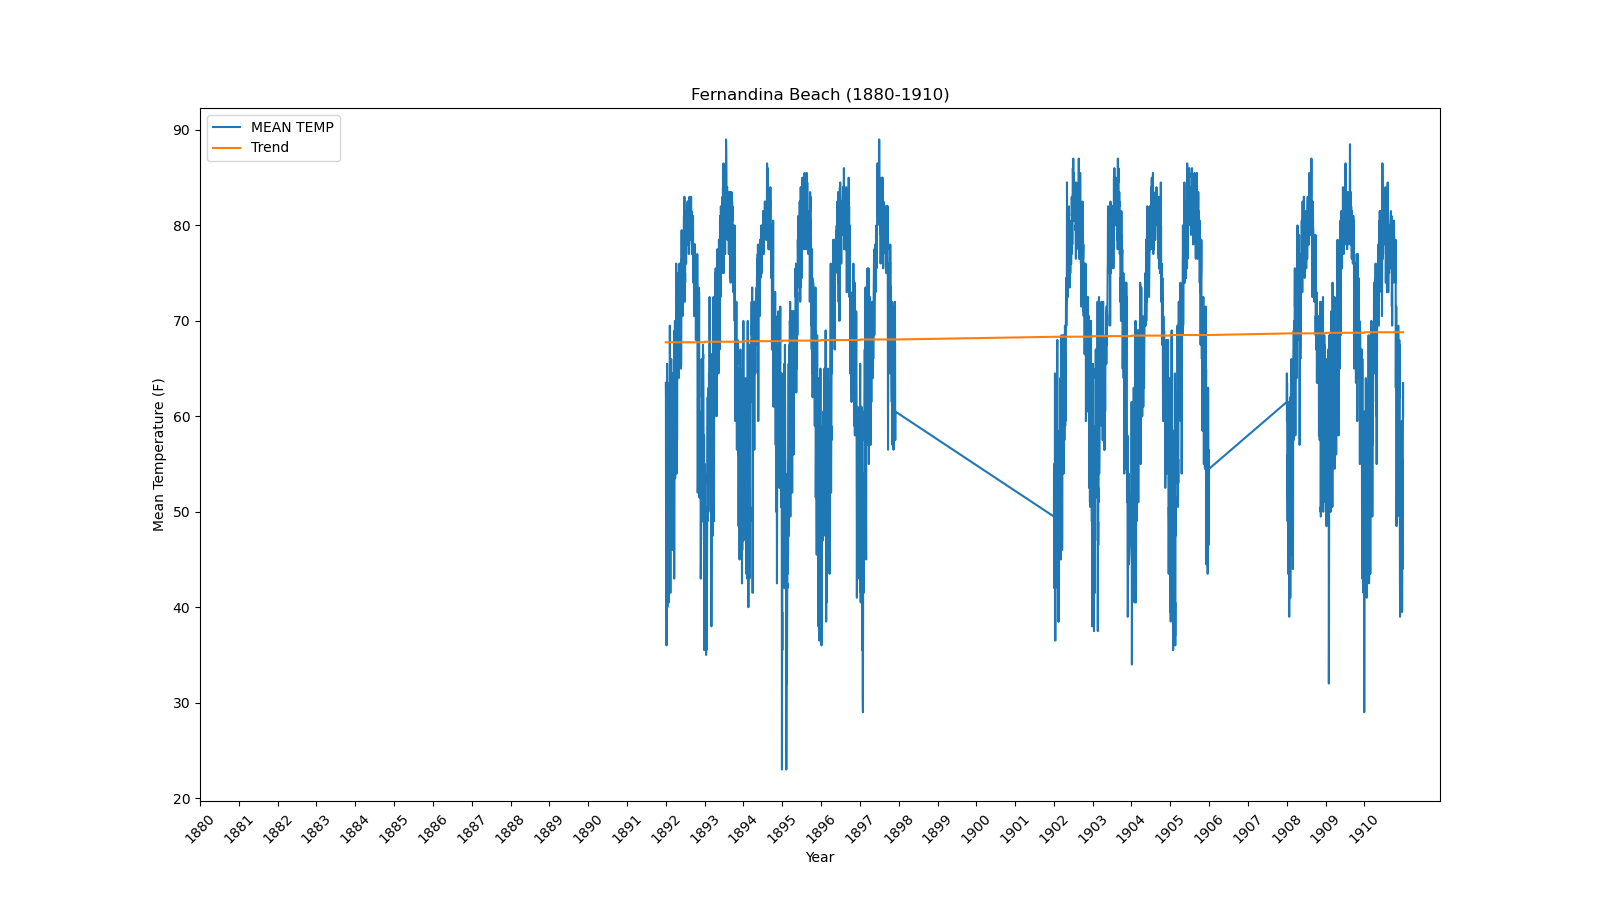 Fernandina Beach (1880-1910)
MEAN TEMP
Trend
90
80
70
60
50
40
30
20
Mean Temperature (F)
1880 1881 1882 1883 1884 1885 1886 1887 1888 1889 1890 1891 1892 1893 1894 1895 1896 1897 1898 1899 1900 1901 1902 1903 1904 1905 1906 1907 1908 1909 1910
Year